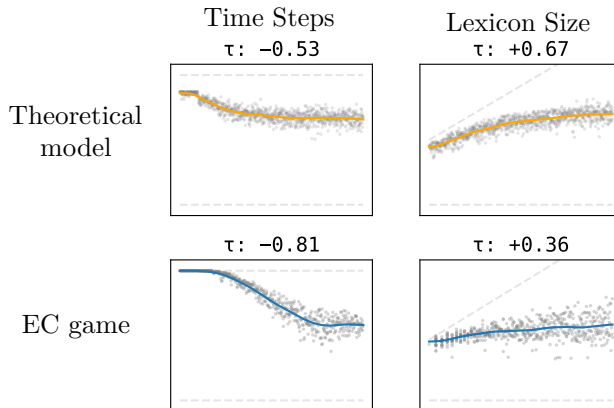 Time Steps
Lexicon Size
τ: −0.53
τ: +0.67
Theoretical
model
τ: −0.81
τ: +0.36
EC game